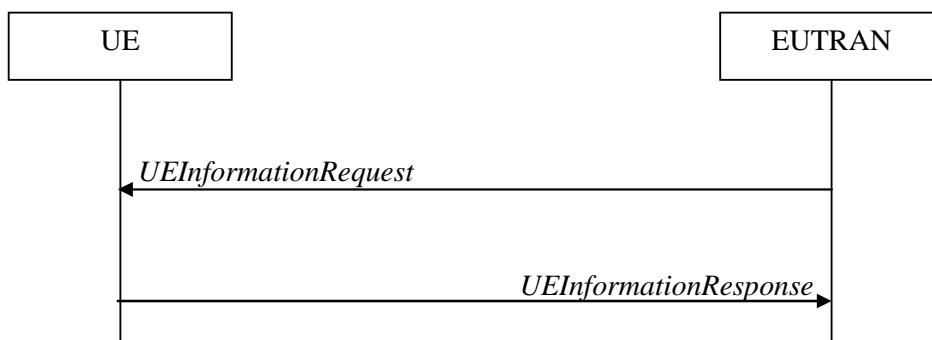 UE
EUTRAN
UEInformationRequest
UEInformationResponse